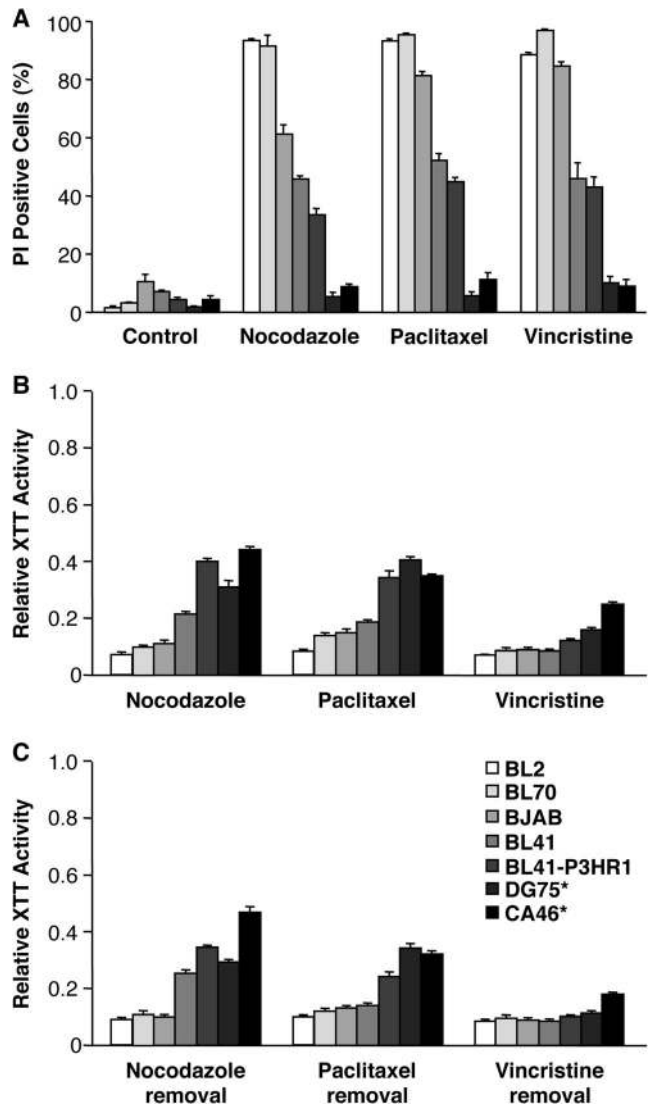 A
PI Positive Cells (%)
100
80
60
40
20
0
Control
Nocodazole
Paclitaxel
Vincristine
B
Relative XTT Activity
1.0
0.8
0.6
0.4
0.2
0
Nocodazole
Paclitaxel
Vincristine
C
Relative XTT Activity
1.0
0.8
0.6
0.4
0.2
0
BL2
BL70
BJAB
BL41
BL41-P3HR1
DG75*
CA46*
Nocodazole
removal
Paclitaxel
removal
Vincristine
removal